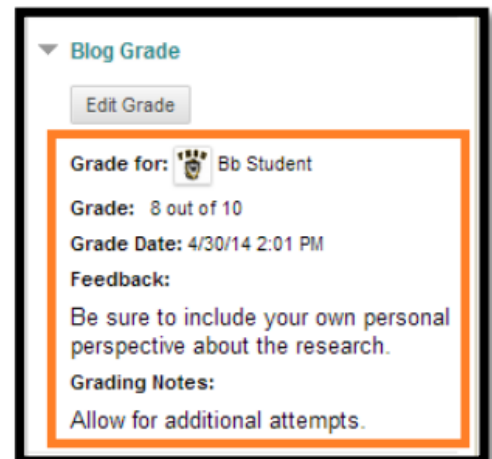 Blog Grade
Edit Grade
Grade for: Bb Student
Grade: 8 out of 10
Grade Date: 4/30/14 2:01 PM
Feedback:
Be sure to include your own personal
perspective about the research.
Grading Notes:
Allow for additional attempts.